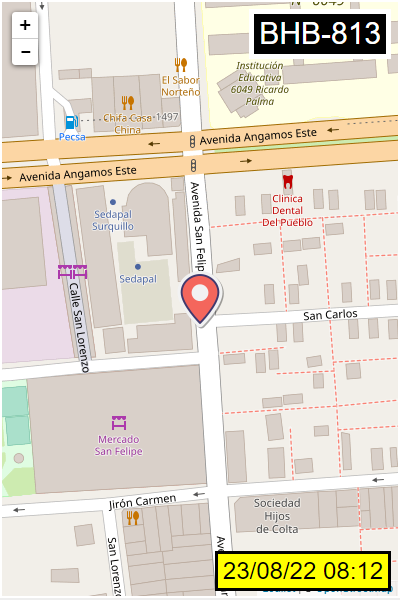 +
−
BHB-813
El Sabor
Norteño
Institución
Educativa
6049 Ricardo
Palma
Chifa Casa
China
1497
Pecsa
Avenida Angamos Este
Avenida Angamos Este
Clínica
Dental
Del Pueblo
Sedapal
Surquillo
Avenida San Felip
Sedapal
Calle San Lorenzo
San Carlos
Mercado
San Felipe
Jirón Carmen
Sociedad
Hijos
de Colta
San Lorenzo
Ave
23/08/22 08:12